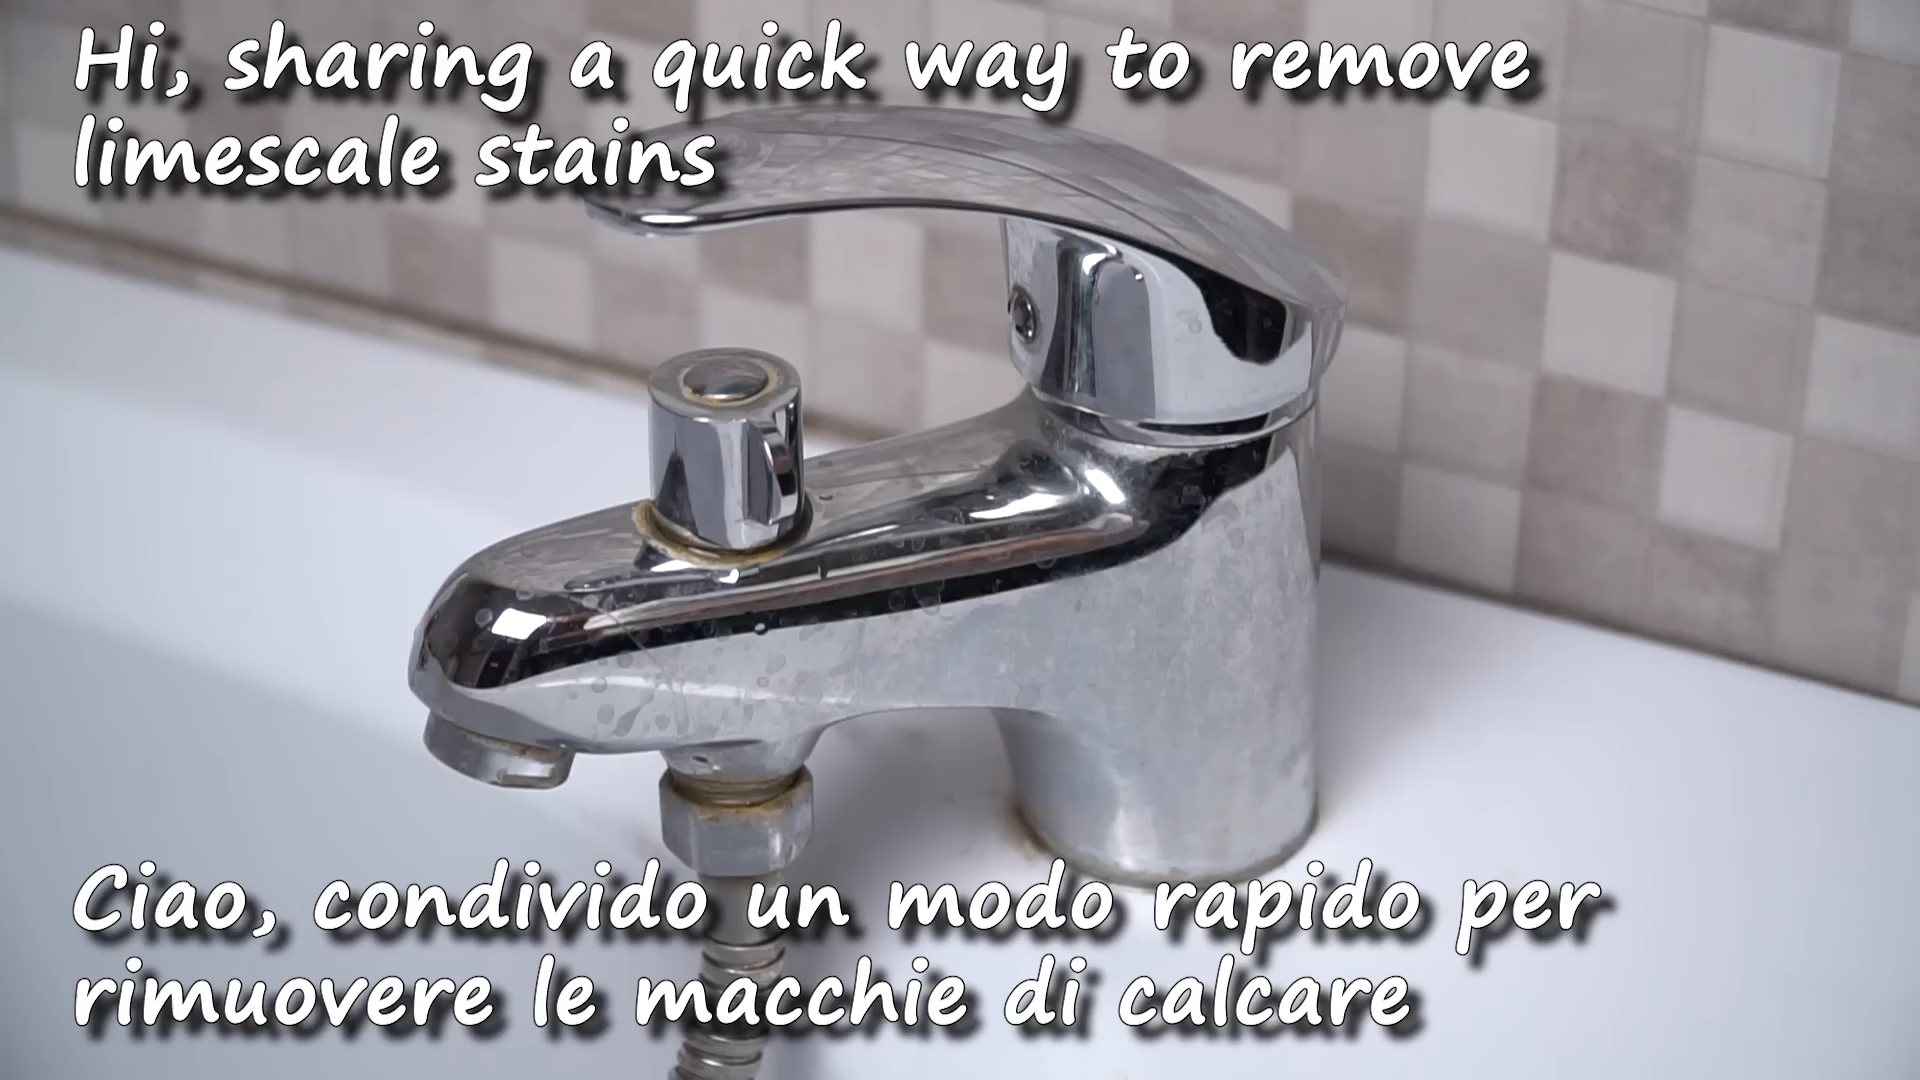 Hi, sharing a quick way to remove
limescale stains
Ciao, condivido un modo rapido per
rimuovere le macchie di calcare